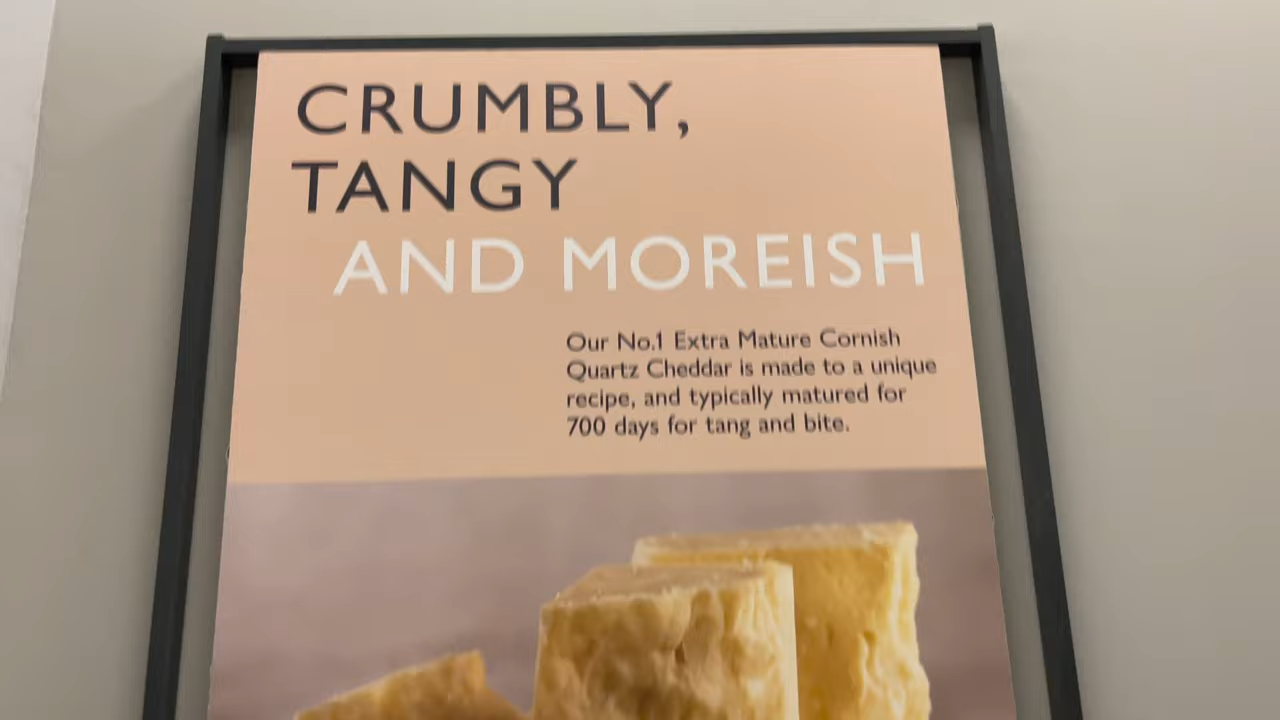 CRUMBLY,
TANGY
AND MOREISH
Our No.1 Extra Mature Cornish
Quartz Cheddar is made to a unique
recipe, and typically matured for
700 days for tang and bite.